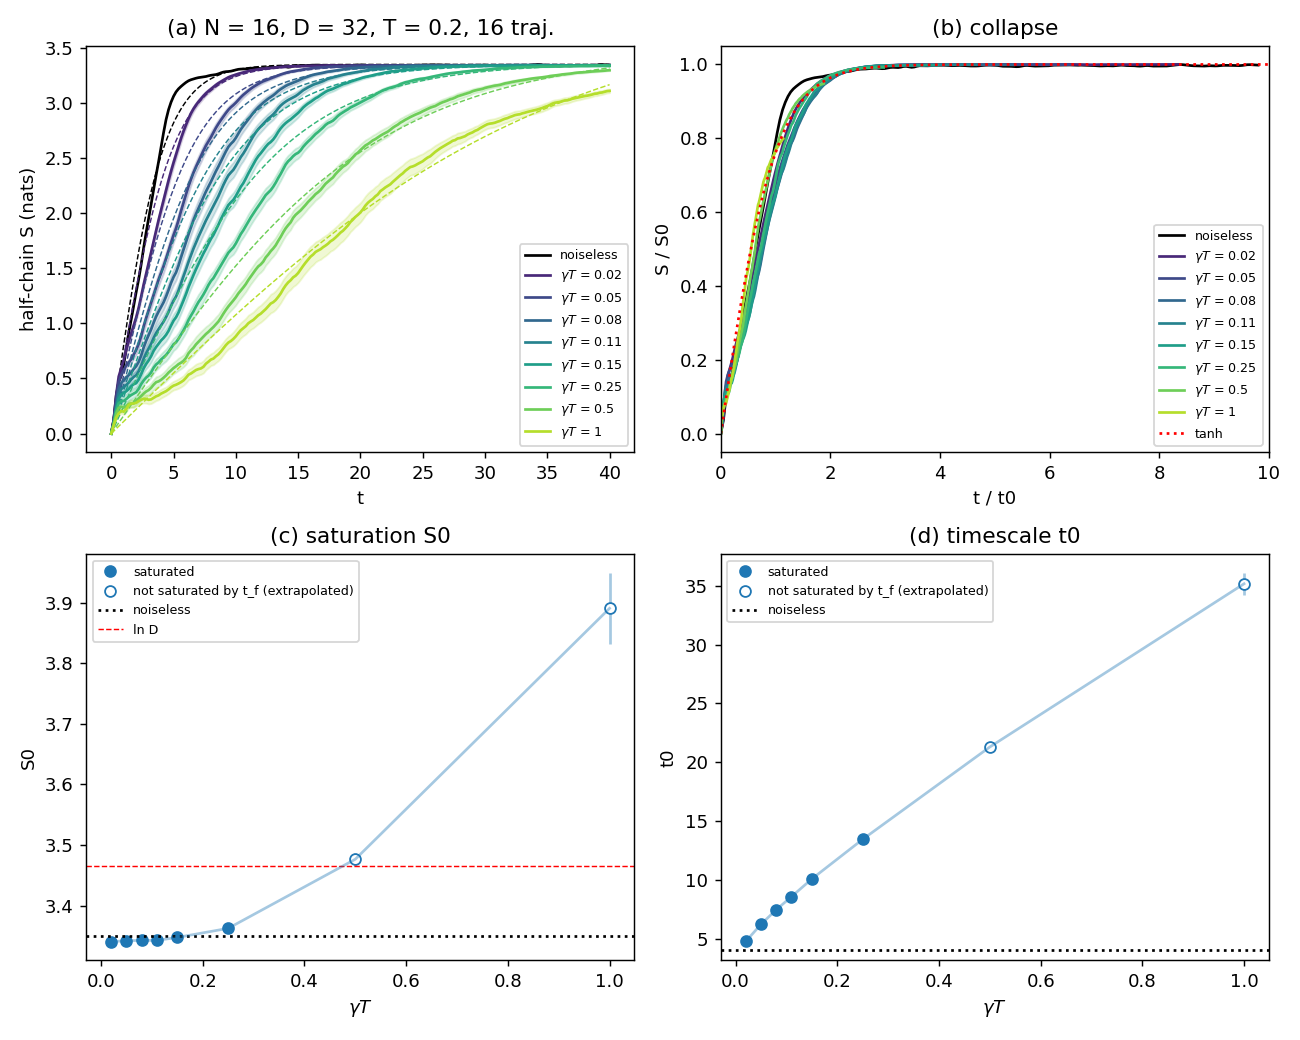 (a) N = 16, D = 32, T = 0.2, 16 traj.
half-chain S (nats)
3.5
3.0
2.5
2.0
1.5
1.0
0.5
0.0
noiseless
γT = 0.02
γT = 0.05
γT = 0.08
γT = 0.11
γT = 0.15
γT = 0.25
γT = 0.5
γT = 1
0 5 10 15 20 25 30 35 40
t
(b) collapse
S / S0
1.0
0.8
0.6
0.4
0.2
0.0
noiseless
γT = 0.02
γT = 0.05
γT = 0.08
γT = 0.11
γT = 0.15
γT = 0.25
γT = 0.5
γT = 1
tanh
0 2 4 6 8 10
t / t0
(c) saturation S0
S0
saturated
not saturated by t_f (extrapolated)
noiseless
ln D
3.9
3.8
3.7
3.6
3.5
3.4
0.0 0.2 0.4 0.6 0.8 1.0
γT
(d) timescale t0
t0
saturated
not saturated by t_f (extrapolated)
noiseless
35
30
25
20
15
10
5
0.0 0.2 0.4 0.6 0.8 1.0
γT